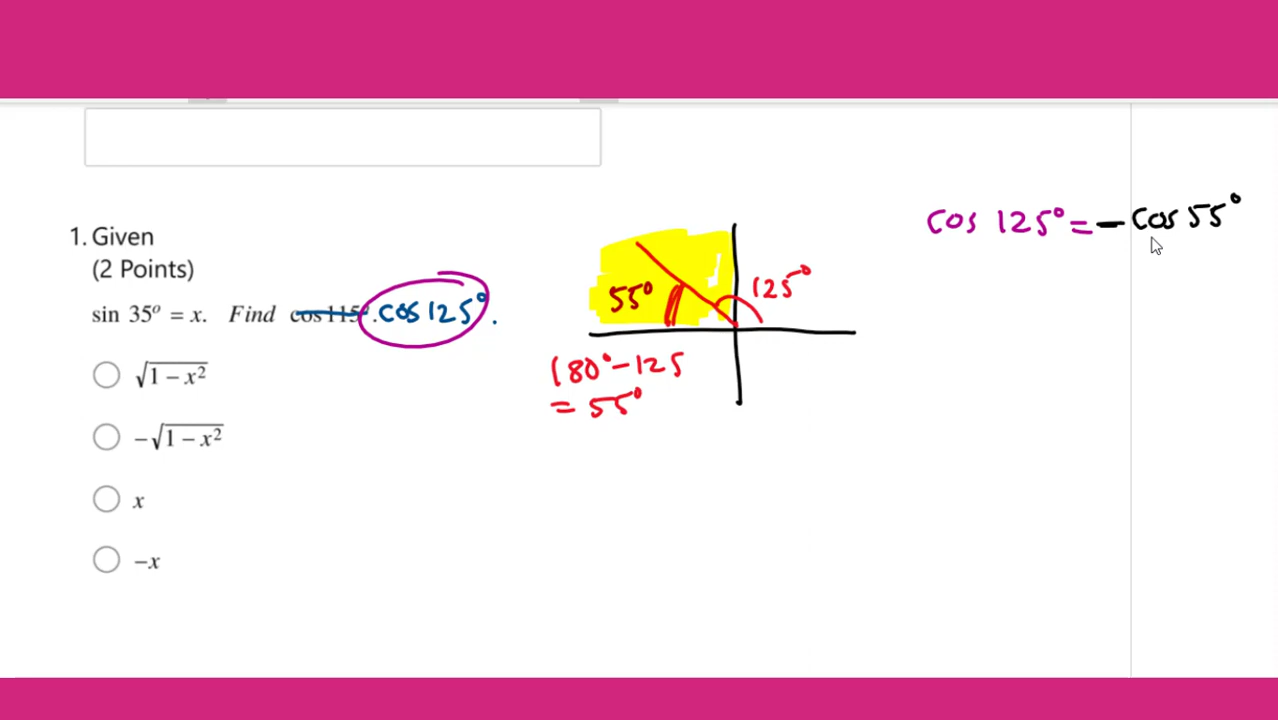 1. Given
(2 Points)
sin 35° = x. Find cos 115° . cos 125° .
√1 – x²
–√1 – x²
x
–x
55°
125°
180° – 125
= 55°
cos 125° = – cos 55°